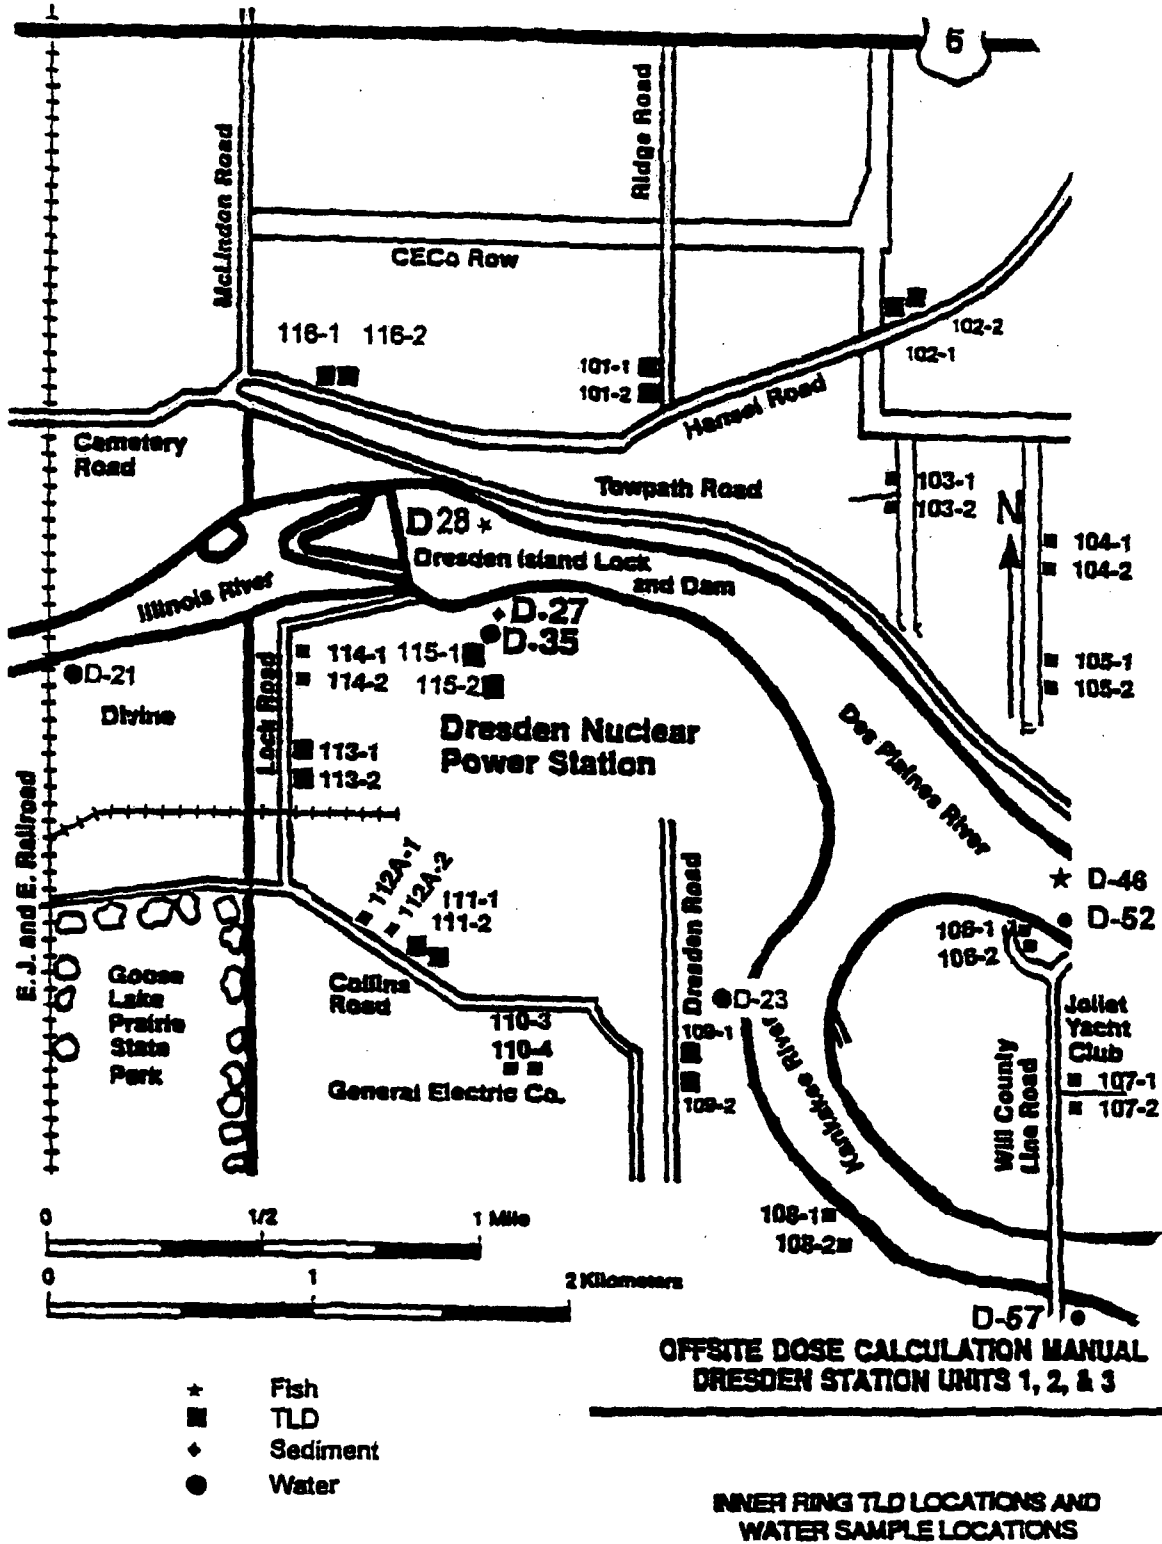 6
McLindon Road
Ridge Road
CECo Row
116-1 116-2
101-1
101-2
102-2
102-1
Hansel Road
Cemetery
Road
Towpath Road
103-1
103-2
N
104-1
104-2
D 28
Dresden Island Lock
and Dam
Illinois River
D-27
D-35
114-1 115-1
114-2 115-2
105-1
105-2
D-21
Divine
Lock Road
Dresden Nuclear
Power Station
113-1
113-2
Des Plaines River
E.J. and E. Railroad
112A-1
112A-2
111-1
111-2
Dresden Road
D-46
D-52
106-1
106-2
Goose
Lake
Prairie
State
Park
Collins
Road
D-23
Joliet
Yacht
Club
110-3
110-4
109-1
109-2
Kankakee River
Will County
Line Road
107-1
107-2
General Electric Co.
108-1
108-2
0 1/2 1 Mile
0 1 2 Kilometers
D-57
OFFSITE DOSE CALCULATION MANUAL
DRESDEN STATION UNITS 1, 2, & 3
Fish
TLD
Sediment
Water
INNER RING TLD LOCATIONS AND
WATER SAMPLE LOCATIONS